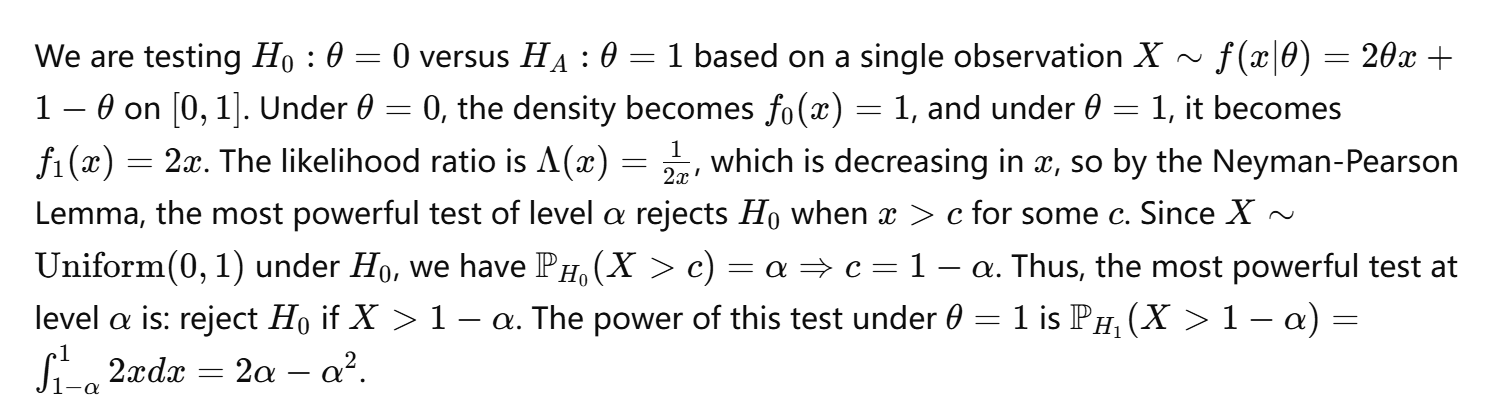 We are testing $H_0 : \theta = 0$ versus $H_A : \theta = 1$ based on a single observation $X \sim f(x|\theta) = 2\theta x +$
$1 - \theta$ on $[0, 1]$. Under $\theta = 0$, the density becomes $f_0(x) = 1$, and under $\theta = 1$, it becomes
$f_1(x) = 2x$. The likelihood ratio is $\Lambda(x) = \frac{1}{2x}$, which is decreasing in $x$, so by the Neyman-Pearson
Lemma, the most powerful test of level $\alpha$ rejects $H_0$ when $x > c$ for some $c$. Since $X \sim$
$\mathrm{Uniform}(0, 1)$ under $H_0$, we have $\mathbb{P}_{H_0}(X > c) = \alpha \Rightarrow c = 1 - \alpha$. Thus, the most powerful test at
level $\alpha$ is: reject $H_0$ if $X > 1 - \alpha$. The power of this test under $\theta = 1$ is $\mathbb{P}_{H_1}(X > 1 - \alpha) =$
$\int_{1-\alpha}^{1} 2xdx = 2\alpha - \alpha^2$.